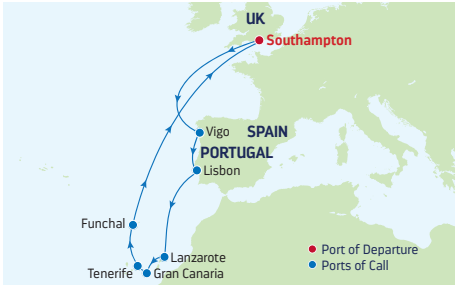 UK
Southampton
Vigo
SPAIN
PORTUGAL
Lisbon
Funchal
Lanzarote
Tenerife
Gran Canaria
Port of Departure
Ports of Call